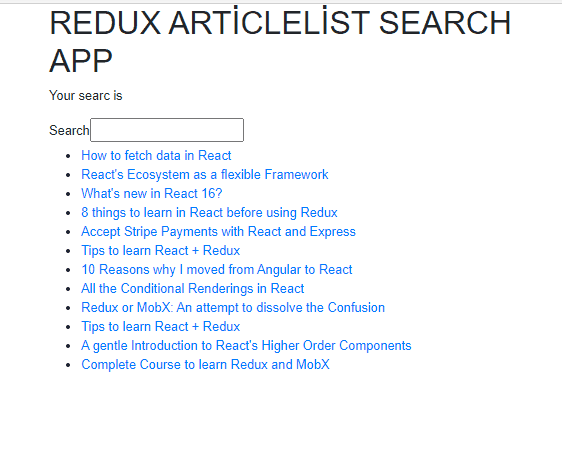 REDUX ARTİCLELİST SEARCH
APP
Your searc is
Search
How to fetch data in React
React's Ecosystem as a flexible Framework
What's new in React 16?
8 things to learn in React before using Redux
Accept Stripe Payments with React and Express
Tips to learn React + Redux
10 Reasons why I moved from Angular to React
All the Conditional Renderings in React
Redux or MobX: An attempt to dissolve the Confusion
Tips to learn React + Redux
A gentle Introduction to React's Higher Order Components
Complete Course to learn Redux and MobX